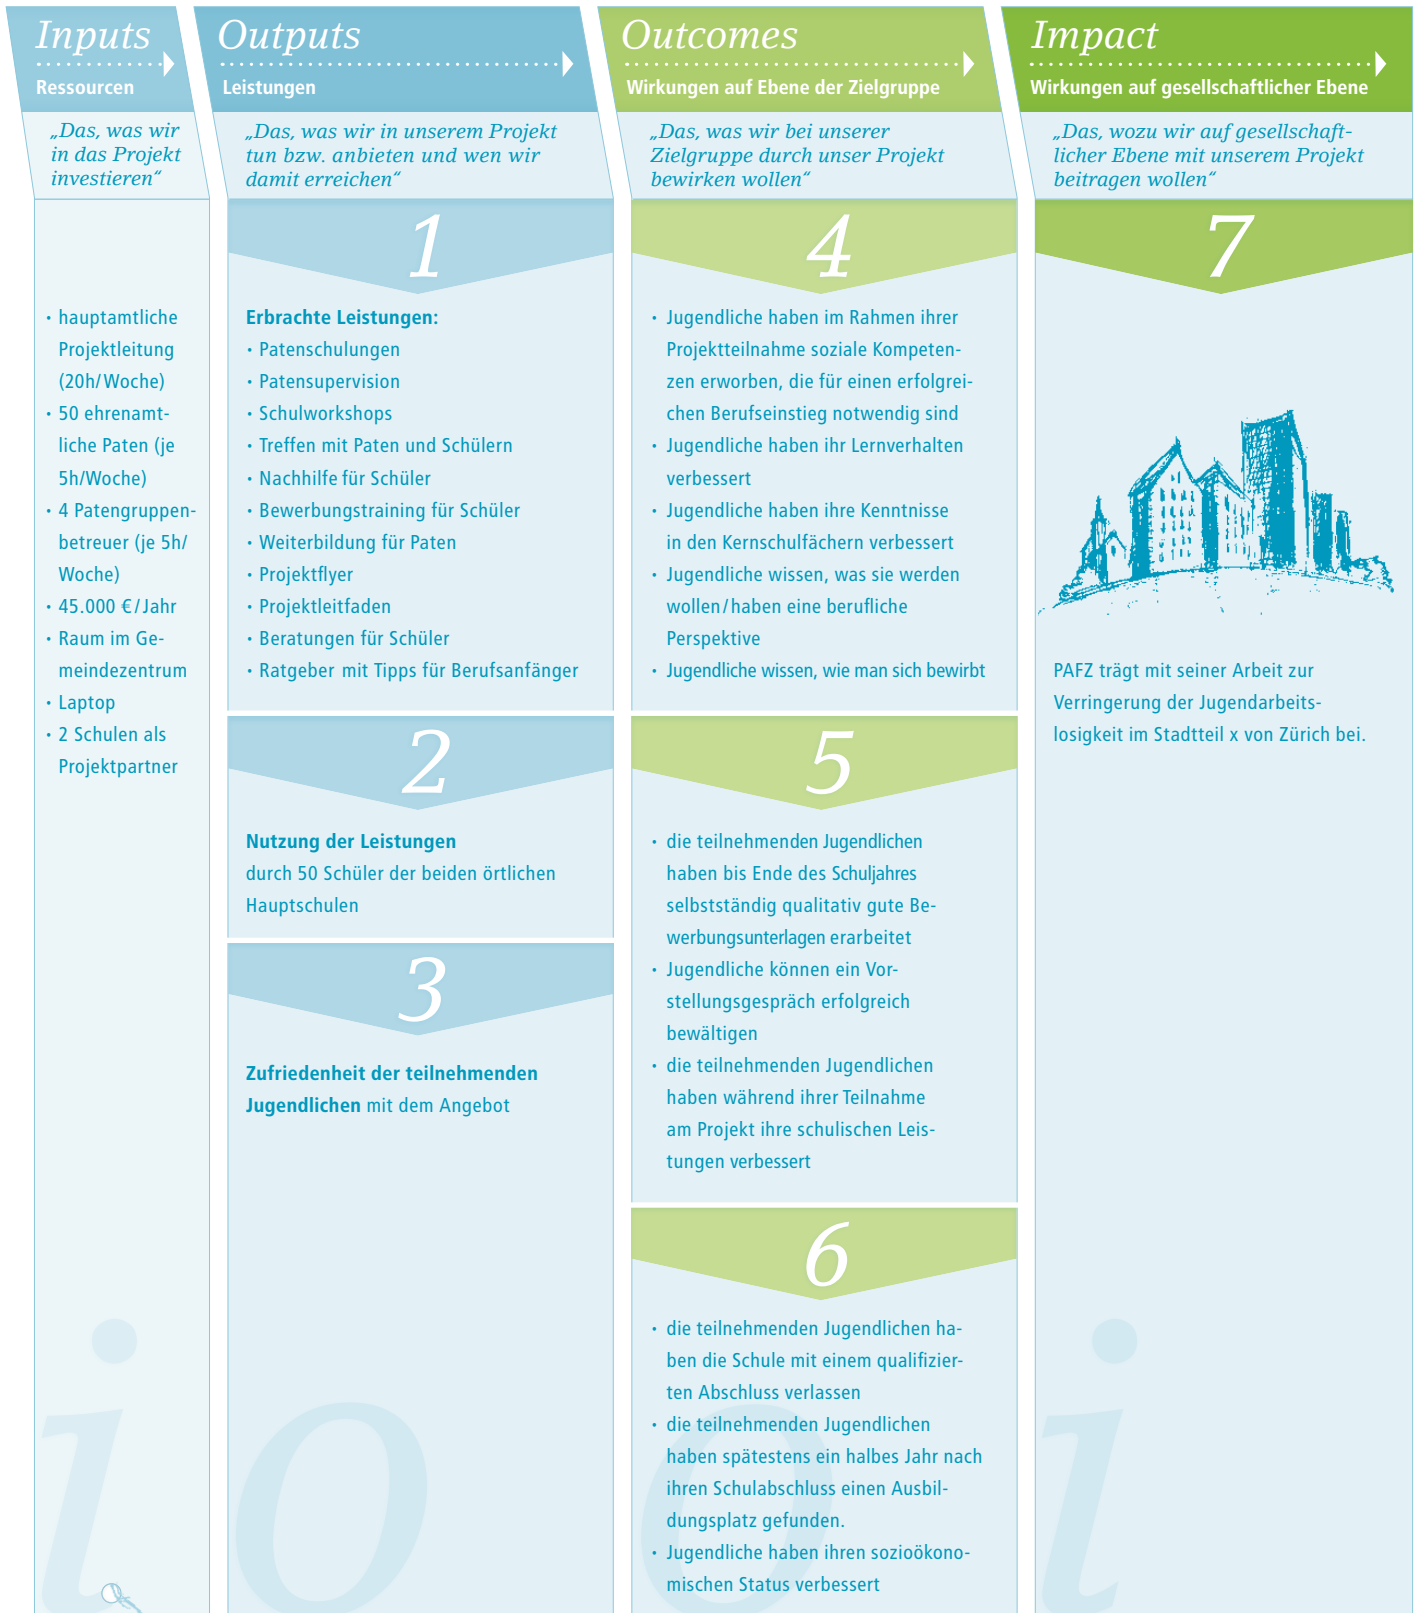 Inputs
Ressourcen
„Das, was wir
in das Projekt
investieren“
• hauptamtliche
Projektleitung
(20h/Woche)
• 50 ehrenamt-
liche Paten (je
5h/Woche)
• 4 Patengruppen-
betreuer (je 5h/
Woche)
• 45.000 €/Jahr
• Raum im Ge-
meindezentrum
• Laptop
• 2 Schulen als
Projektpartner
i
Outputs
Leistungen
„Das, was wir in unserem Projekt
tun bzw. anbieten und wen wir
damit erreichen“
1
Erbrachte Leistungen:
• Patenschulungen
• Patensupervision
• Schulworkshops
• Treffen mit Paten und Schülern
• Nachhilfe für Schüler
• Bewerbungstraining für Schüler
• Weiterbildung für Paten
• Projektflyer
• Projektleitfaden
• Beratungen für Schüler
• Ratgeber mit Tipps für Berufsanfänger
2
Nutzung der Leistungen
durch 50 Schüler der beiden örtlichen
Hauptschulen
3
Zufriedenheit der teilnehmenden
Jugendlichen mit dem Angebot
o
Outcomes
Wirkungen auf Ebene der Zielgruppe
„Das, was wir bei unserer
Zielgruppe durch unser Projekt
bewirken wollen“
4
• Jugendliche haben im Rahmen ihrer
Projektteilnahme soziale Kompeten-
zen erworben, die für einen erfolgrei-
chen Berufseinstieg notwendig sind
• Jugendliche haben ihr Lernverhalten
verbessert
• Jugendliche haben ihre Kenntnisse
in den Kernschulfächern verbessert
• Jugendliche wissen, was sie werden
wollen/haben eine berufliche
Perspektive
• Jugendliche wissen, wie man sich bewirbt
5
• die teilnehmenden Jugendlichen
haben bis Ende des Schuljahres
selbstständig qualitativ gute Be-
werbungsunterlagen erarbeitet
• Jugendliche können ein Vor-
stellungsgespräch erfolgreich
bewältigen
• die teilnehmenden Jugendlichen
haben während ihrer Teilnahme
am Projekt ihre schulischen Leis-
tungen verbessert
6
• die teilnehmenden Jugendlichen ha-
ben die Schule mit einem qualifizier-
ten Abschluss verlassen
• die teilnehmenden Jugendlichen
haben spätestens ein halbes Jahr nach
ihren Schulabschluss einen Ausbil-
dungsplatz gefunden.
• Jugendliche haben ihren sozioökono-
mischen Status verbessert
o
Impact
Wirkungen auf gesellschaftlicher Ebene
„Das, wozu wir auf gesellschaft-
licher Ebene mit unserem Projekt
beitragen wollen“
7
PAFZ trägt mit seiner Arbeit zur
Verringerung der Jugendarbeits-
losigkeit im Stadtteil x von Zürich bei.
i